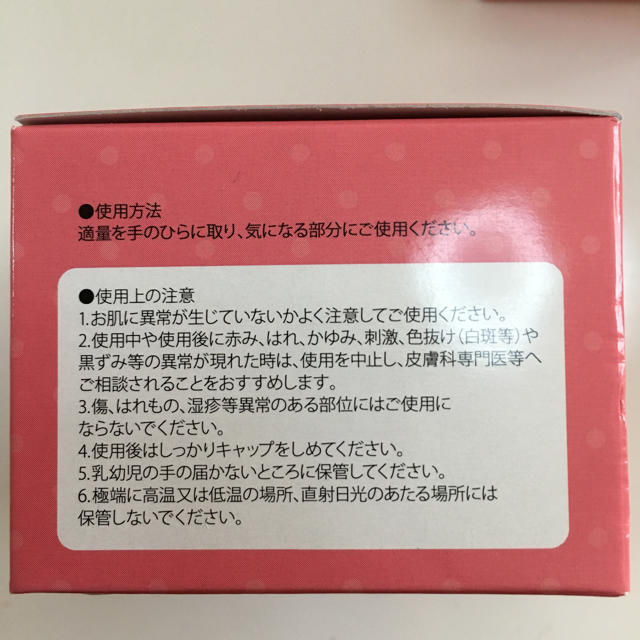 ●使用方法
適量を手のひらに取り、気になる部分にご使用ください。
●使用上の注意
1.お肌に異常が生じていないかよく注意してご使用ください。
2.使用中や使用後に赤み、はれ、かゆみ、刺激、色抜け(白斑等)や
黒ずみ等の異常が現れた時は、使用を中止し、皮膚科専門医等へ
ご相談されることをおすすめします。
3.傷、はれもの、湿疹等異常のある部位にはご使用に
ならないでください。
4.使用後はしっかりキャップをしめてください。
5.乳幼児の手の届かないところに保管してください。
6.極端に高温又は低温の場所、直射日光のあたる場所には
保管しないでください。